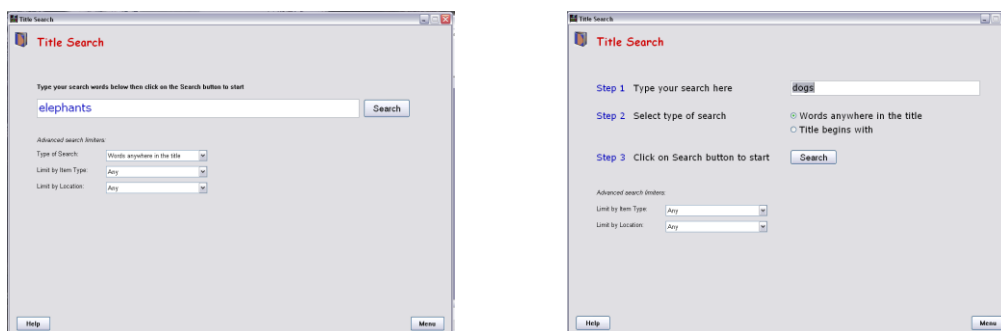 Title Search
Title Search
Type your search words below then click on the Search button to start
elephants
Search
Advanced search limiters:
Type of Search: Words anywhere in the title
Limit by Item Type: Any
Limit by Location: Any
Help
Menu
Title Search
Title Search
Step 1 Type your search here dogs
Step 2 Select type of search Words anywhere in the title
Title begins with
Step 3 Click on Search button to start Search
Advanced search limiters:
Limit by Item Type: Any
Limit by Location: Any
Help
Menu